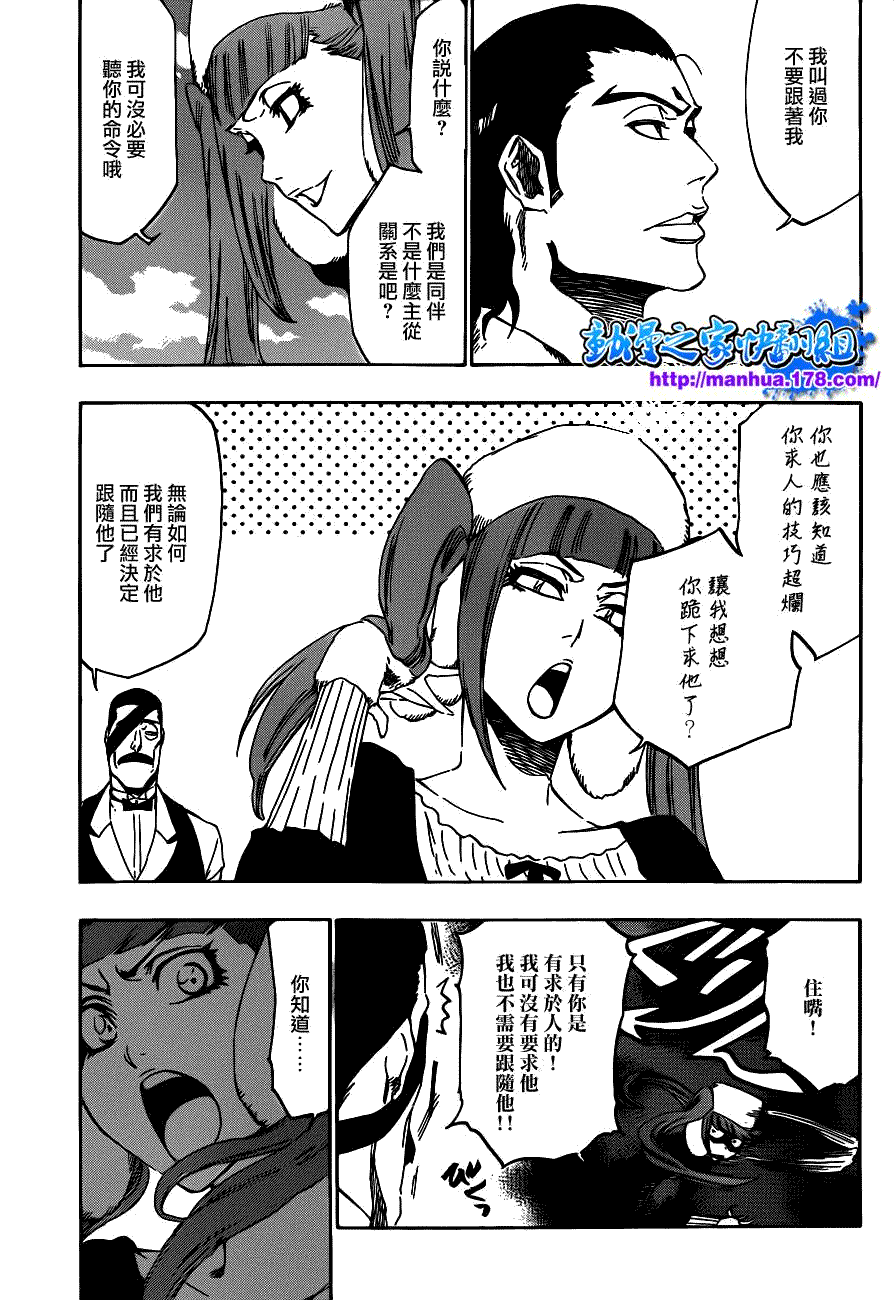 我叫過你
不要跟著我
你說什麼？
我們是同伴
不是什麼主從
關系是吧？
我可沒必要
聽你的命令哦
動漫之家快翻組
http://manhua.178.com/
你也應該知道
你求人的技巧超爛
讓我想想
你跪下求他了？
無論如何
我們有求於他
而且已經決定
跟隨他了
住嘴！
只有你是
有求於人的！
我可沒有要求他
我也不需要跟隨他!!
你知道……